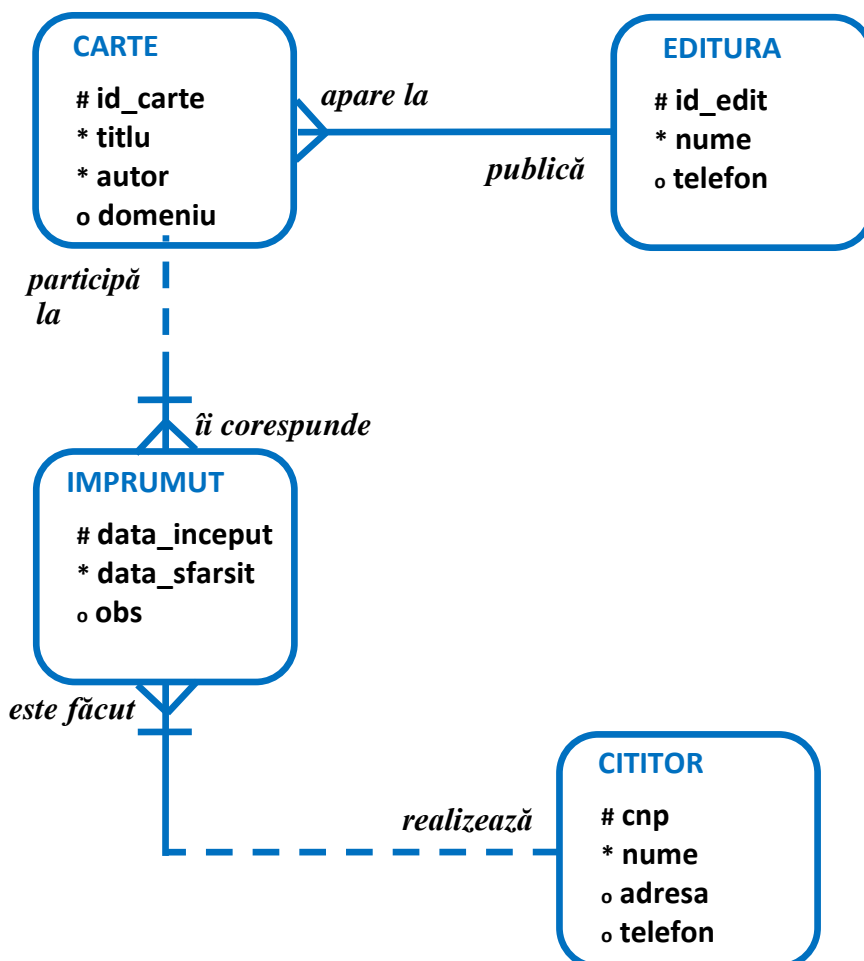 CARTE
# id_carte
* titlu
* autor
o domeniu
apare la
publică
EDITURA
# id_edit
* nume
o telefon
participă
la
îi corespunde
IMPRUMUT
# data_inceput
* data_sfarsit
o obs
este făcut
realizează
CITITOR
# cnp
* nume
o adresa
o telefon